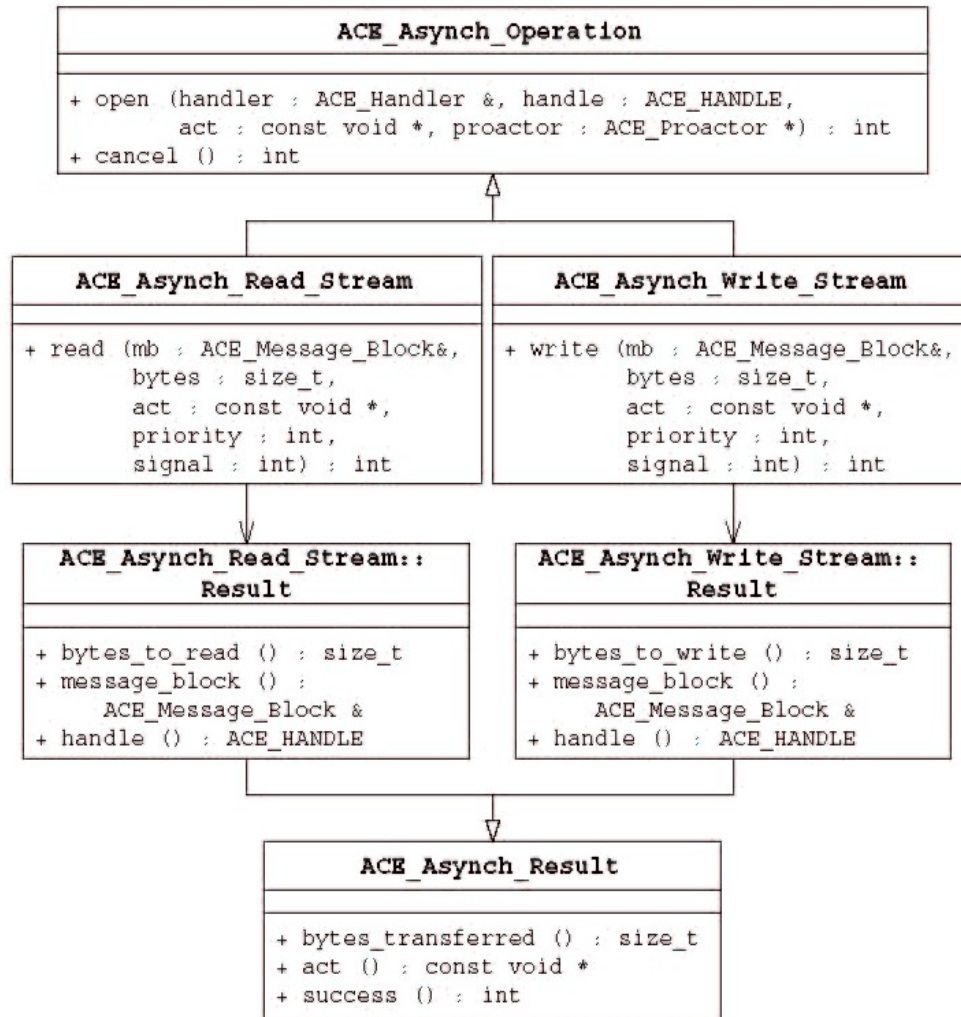 ACE_Asynch_Operation
+ open (handler : ACE_Handler &, handle : ACE_HANDLE,
act : const void *, proactor : ACE_Proactor *) : int
+ cancel () : int
ACE_Asynch_Read_Stream
+ read (mb : ACE_Message_Block&,
bytes : size_t,
act : const void *,
priority : int,
signal : int) : int
ACE_Asynch_Write_Stream
+ write (mb : ACE_Message_Block&,
bytes : size_t,
act : const void *,
priority : int,
signal : int) : int
ACE_Asynch_Read_Stream::
Result
+ bytes_to_read () : size_t
+ message_block () :
ACE_Message_Block &
+ handle () : ACE_HANDLE
ACE_Asynch_Write_Stream::
Result
+ bytes_to_write () : size_t
+ message_block () :
ACE_Message_Block &
+ handle () : ACE_HANDLE
ACE_Asynch_Result
+ bytes_transferred () : size_t
+ act () : const void *
+ success () : int